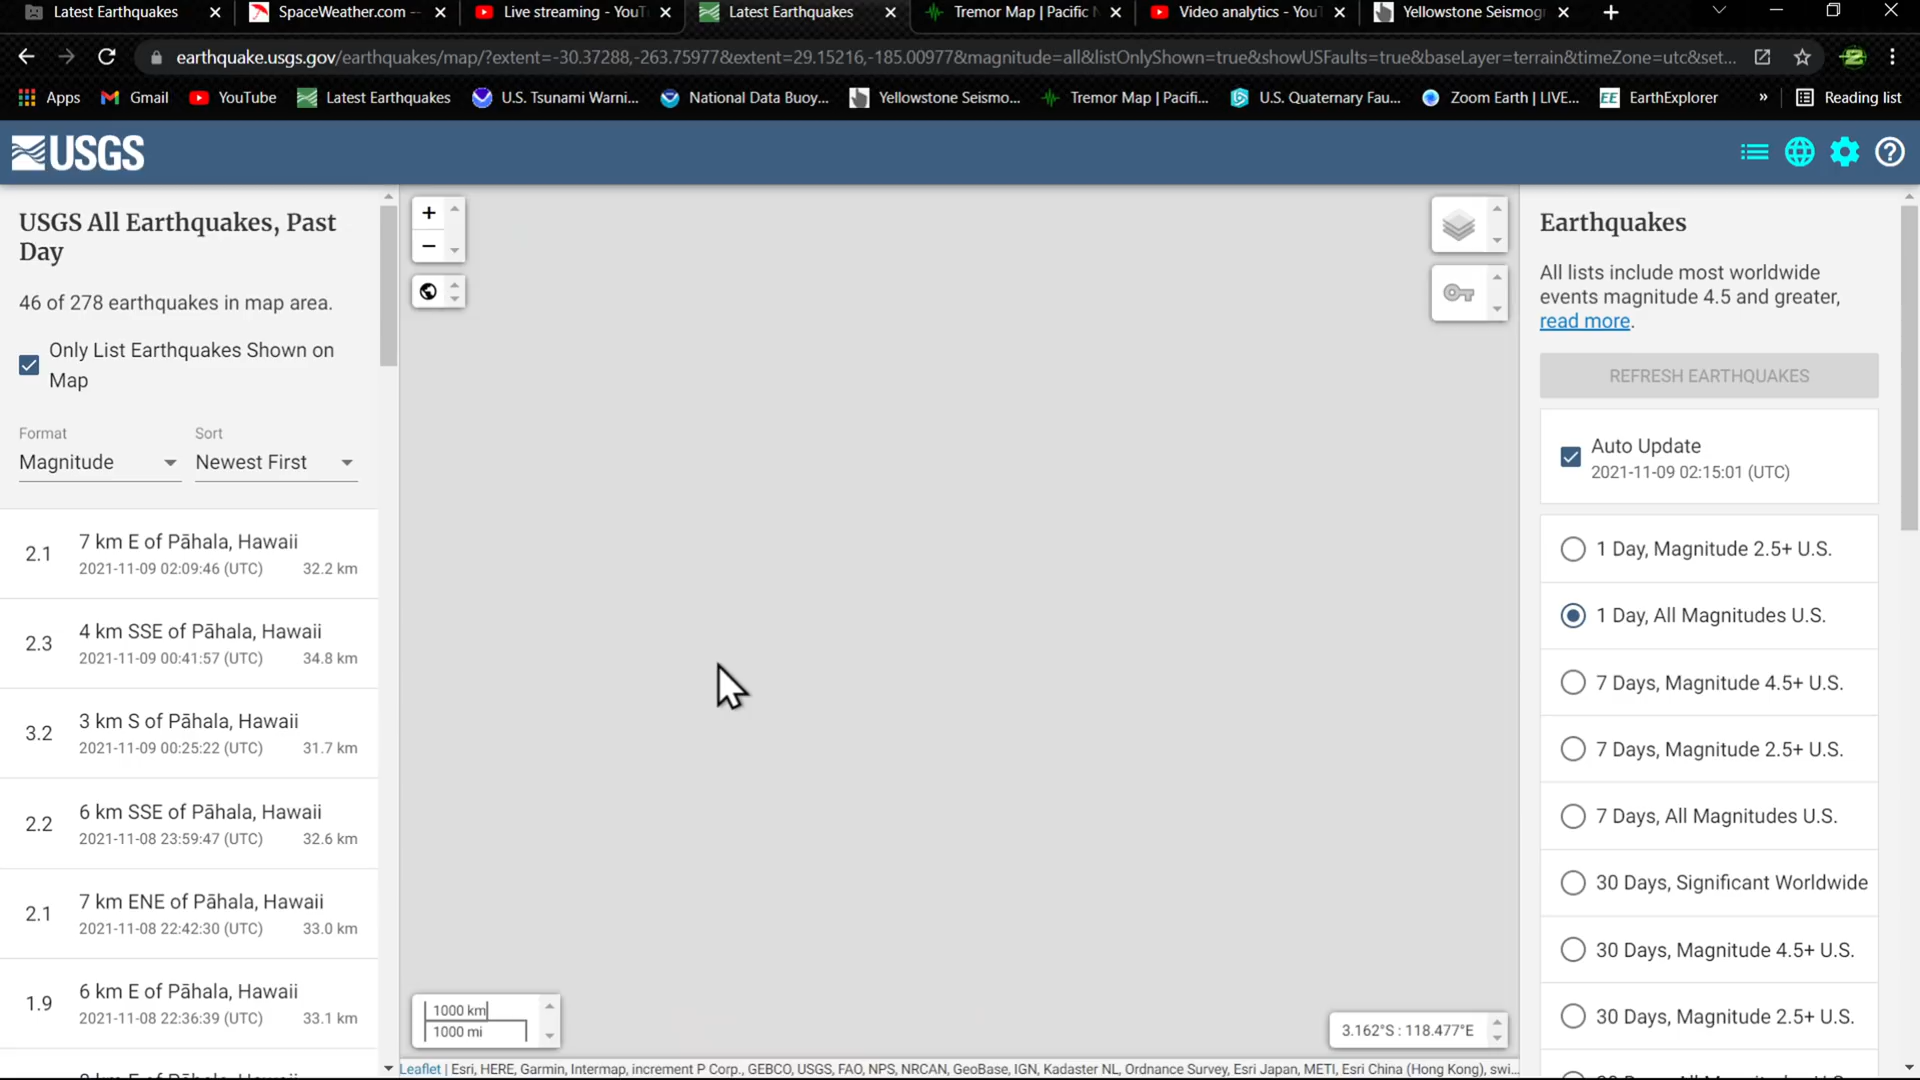 Latest Earthquakes
SpaceWeather.com --
Live streaming - YouT
Latest Earthquakes
Tremor Map | Pacific N
Video analytics - YouT
Yellowstone Seismog
earthquake.usgs.gov/earthquakes/map/?extent=-30.37288,-263.75977&extent=29.15216,-185.00977&magnitude=all&listOnlyShown=true&showUSFaults=true&baseLayer=terrain&timeZone=utc&set...
Apps
Gmail
YouTube
Latest Earthquakes
U.S. Tsunami Warni...
National Data Buoy...
Yellowstone Seismo...
Tremor Map | Pacifi...
U.S. Quaternary Fau...
Zoom Earth | LIVE...
EE EarthExplorer
»
Reading list
USGS
USGS All Earthquakes, Past
Day
46 of 278 earthquakes in map area.
Only List Earthquakes Shown on
Map
Format
Sort
Magnitude
Newest First
2.1
7 km E of Pāhala, Hawaii
2021-11-09 02:09:46 (UTC) 32.2 km
2.3
4 km SSE of Pāhala, Hawaii
2021-11-09 00:41:57 (UTC) 34.8 km
3.2
3 km S of Pāhala, Hawaii
2021-11-09 00:25:22 (UTC) 31.7 km
2.2
6 km SSE of Pāhala, Hawaii
2021-11-08 23:59:47 (UTC) 32.6 km
2.1
7 km ENE of Pāhala, Hawaii
2021-11-08 22:42:30 (UTC) 33.0 km
1.9
6 km E of Pāhala, Hawaii
2021-11-08 22:36:39 (UTC) 33.1 km
+
−
1000 km
1000 mi
3.162°S : 118.477°E
Leaflet | Esri, HERE, Garmin, Intermap, increment P Corp., GEBCO, USGS, FAO, NPS, NRCAN, GeoBase, IGN, Kadaster NL, Ordnance Survey, Esri Japan, METI, Esri China (Hong Kong), swi...
Earthquakes
All lists include most worldwide
events magnitude 4.5 and greater,
read more.
REFRESH EARTHQUAKES
Auto Update
2021-11-09 02:15:01 (UTC)
1 Day, Magnitude 2.5+ U.S.
1 Day, All Magnitudes U.S.
7 Days, Magnitude 4.5+ U.S.
7 Days, Magnitude 2.5+ U.S.
7 Days, All Magnitudes U.S.
30 Days, Significant Worldwide
30 Days, Magnitude 4.5+ U.S.
30 Days, Magnitude 2.5+ U.S.